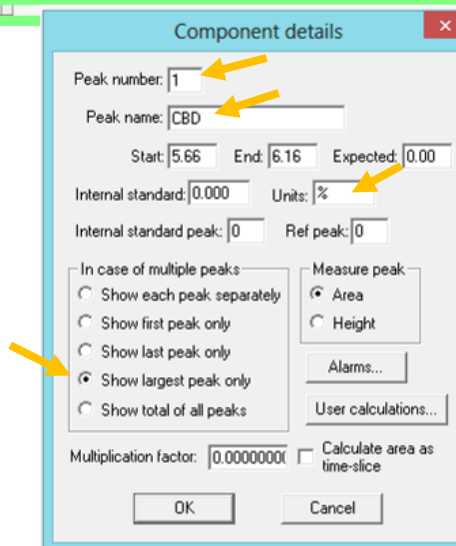 Component details
Peak number: 1
Peak name: CBD
Start: 5.66 End: 6.16 Expected: 0.00
Internal standard: 0.000 Units: %
Internal standard peak: 0 Ref peak: 0
In case of multiple peaks
Show each peak separately
Show first peak only
Show last peak only
Show largest peak only
Show total of all peaks
Measure peak
Area
Height
Alarms...
User calculations...
Multiplication factor: 0.0000000 Calculate area as
time-slice
OK Cancel